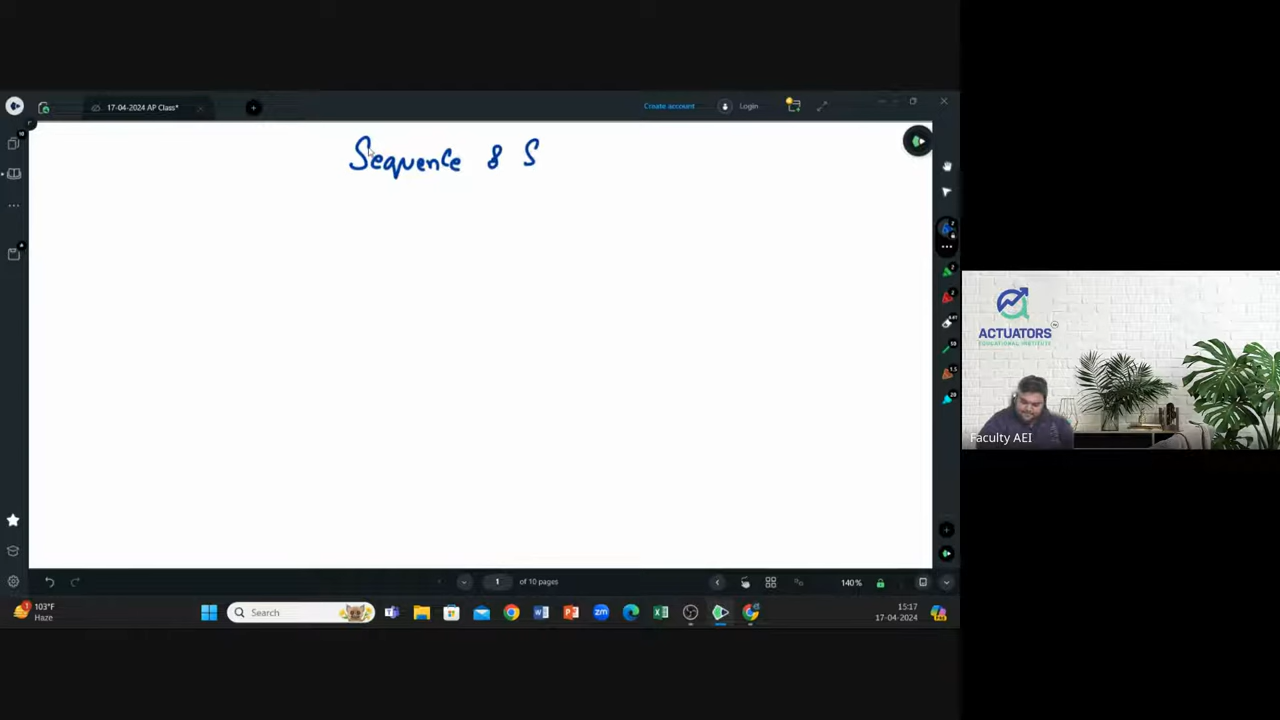 17-04-2024 AP Class*
Create account
Login
Sequence & S
ACTUATORS
EDUCATIONAL INSTITUTE
Faculty AEI
1 of 10 pages
140%
103°F
Haze
Search
15:17
17-04-2024